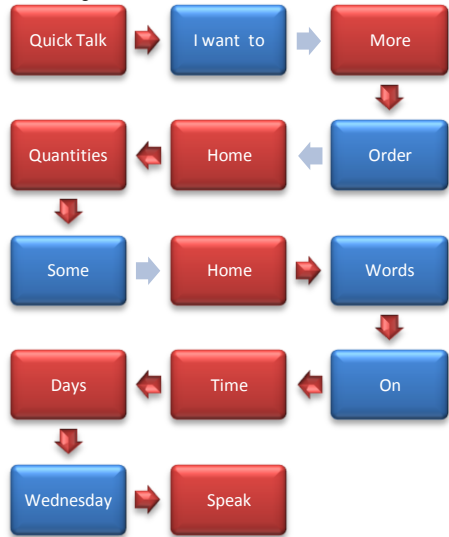 Quick Talk
I want to
More
Order
Home
Quantities
Some
Home
Words
On
Time
Days
Wednesday
Speak